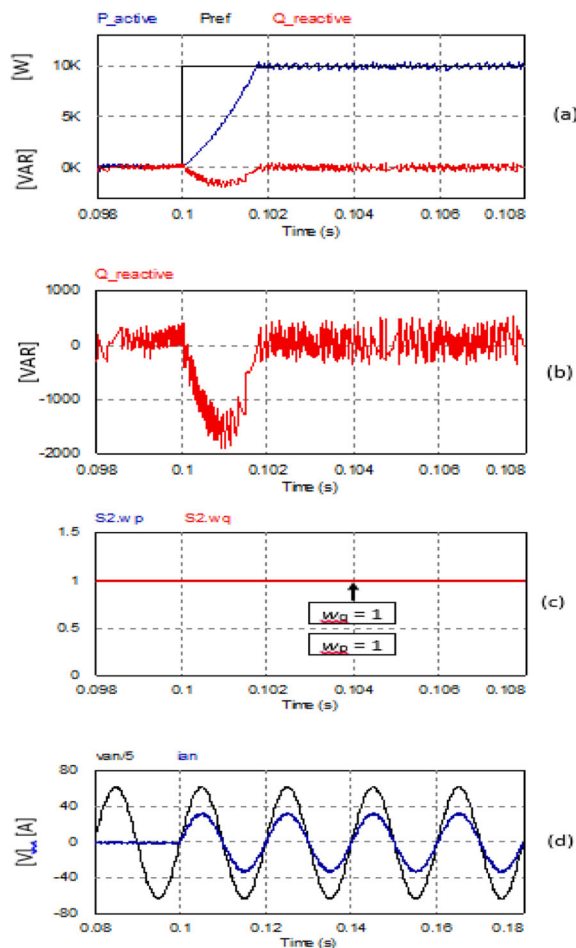 P_active Pref Q_reactive
[W]
[VAR]
10K
5K
0K
0.098 0.1 0.102 0.104 0.106 0.108
Time (s)
(a)
Q_reactive
[VAR]
1000
0
-1000
-2000
0.098 0.1 0.102 0.104 0.106 0.108
Time (s)
(b)
S2.wp S2.wq
1.5
1
0.5
0
wq = 1
wp = 1
0.098 0.1 0.102 0.104 0.106 0.108
Time (s)
(c)
van/5 ian
[A]
80
40
0
-40
-80
0.08 0.1 0.12 0.14 0.16 0.18
Time (s)
(d)